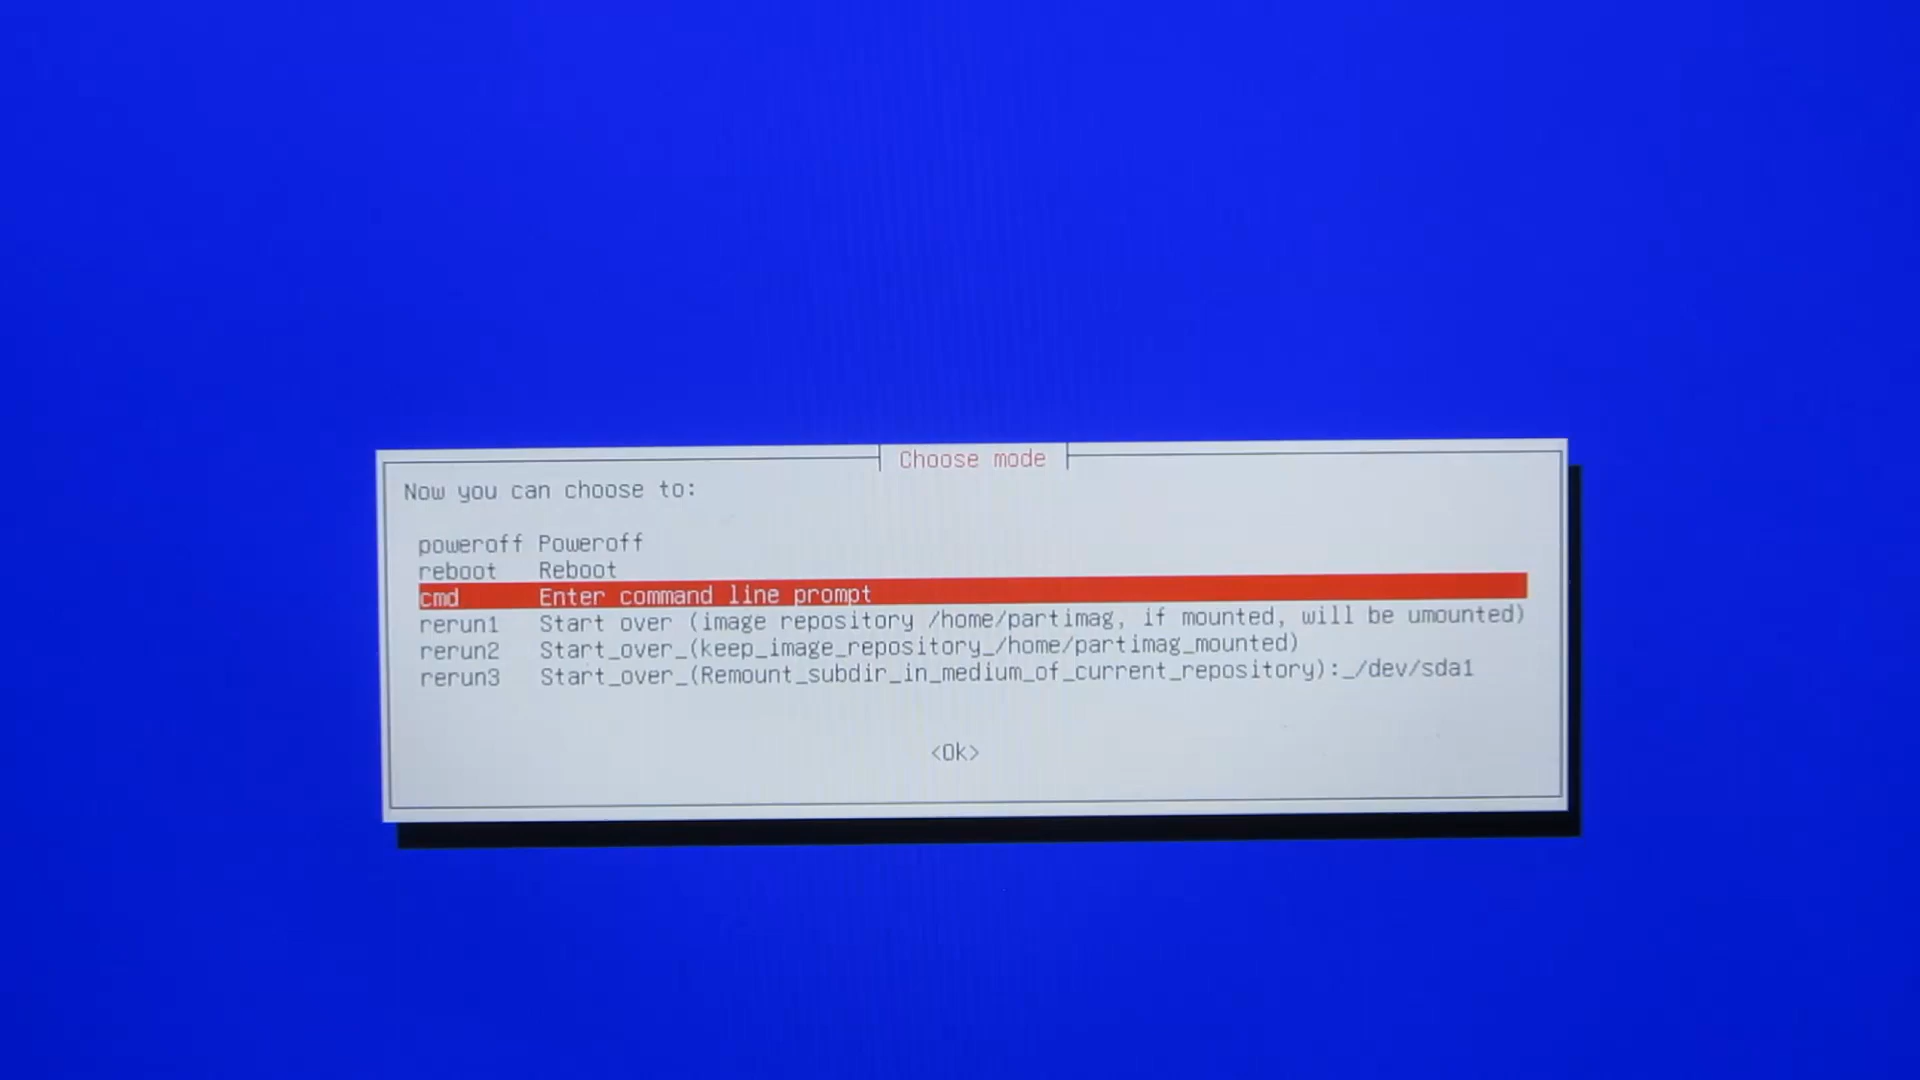 Choose mode
Now you can choose to:
poweroff Poweroff
reboot Reboot
cmd Enter command line prompt
rerun1 Start over (image repository /home/partimag, if mounted, will be umounted)
rerun2 Start_over_(keep_image_repository_/home/partimag_mounted)
rerun3 Start_over_(Remount_subdir_in_medium_of_current_repository):_/dev/sda1
<Ok>